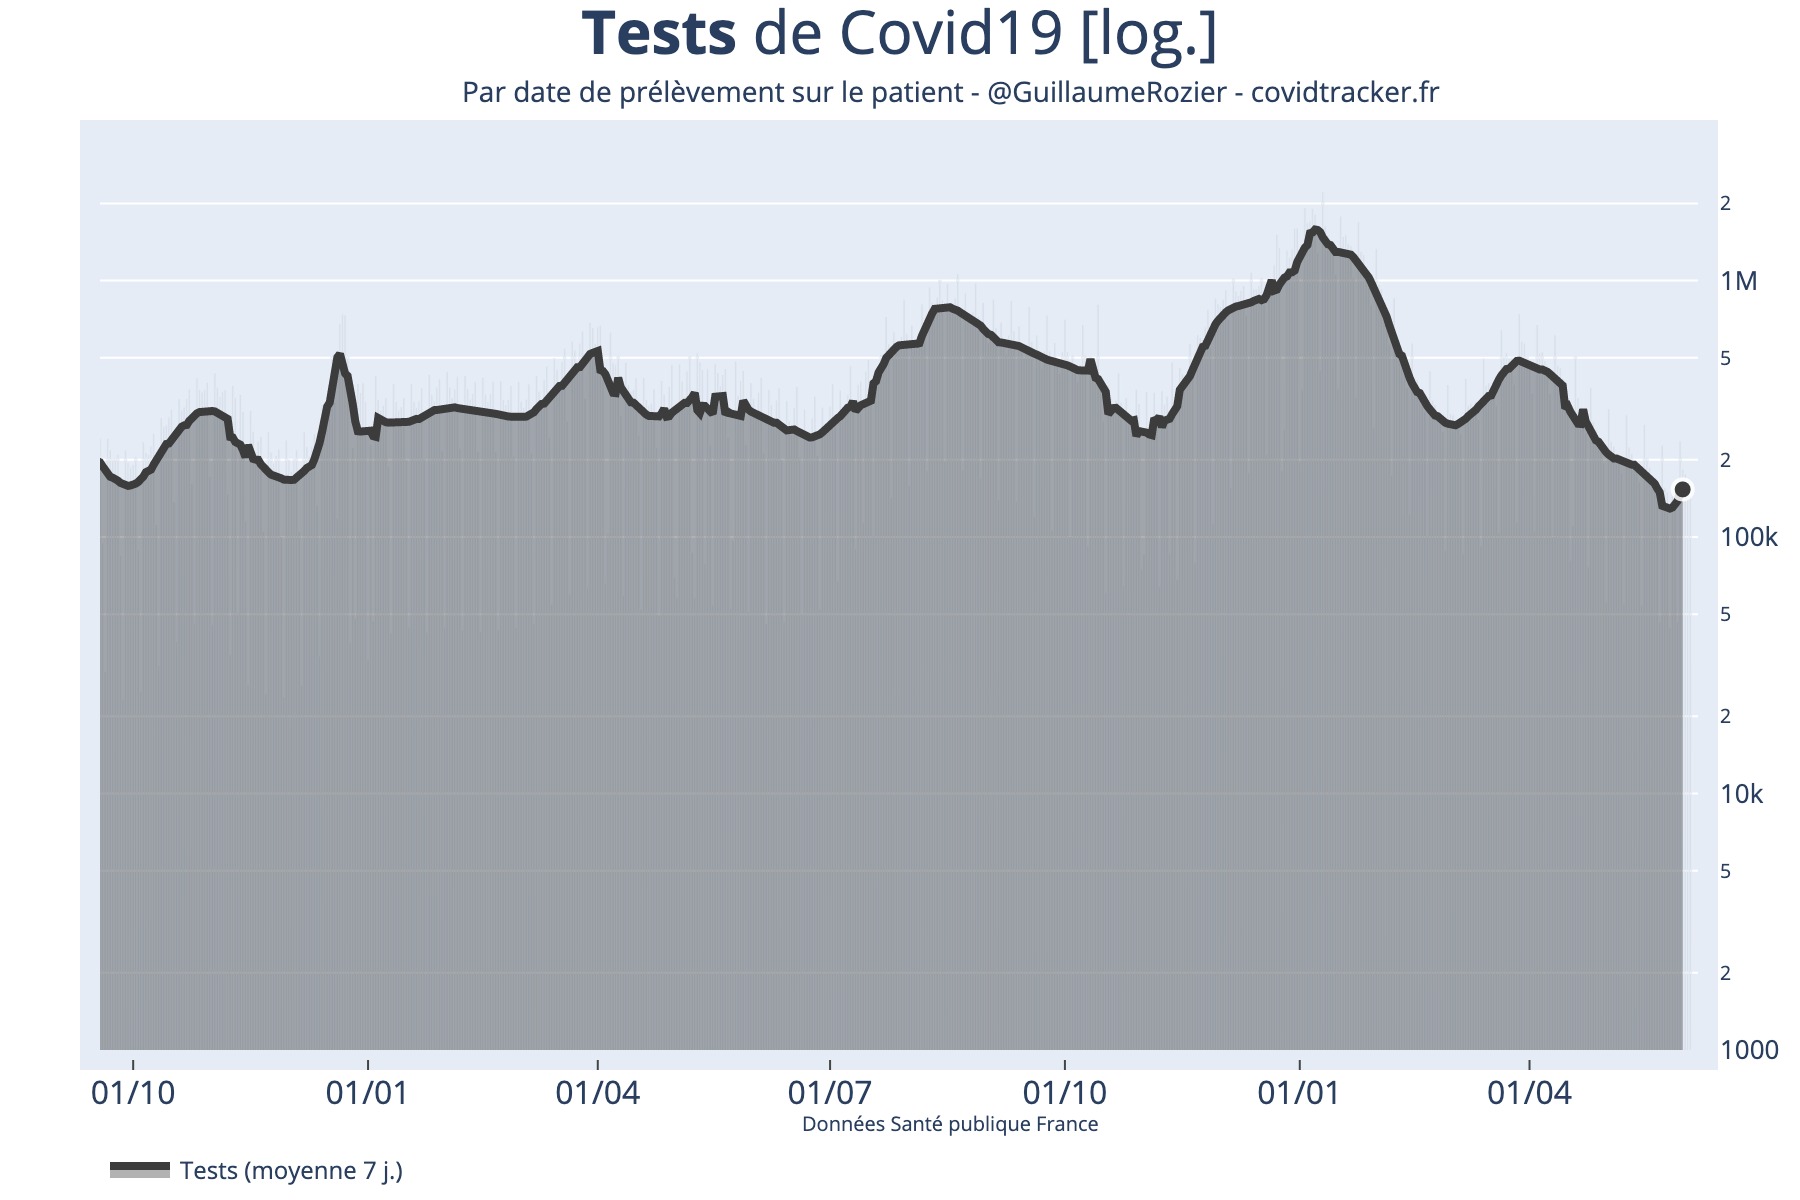 Tests de Covid19 [log.]
Par date de prélèvement sur le patient - @GuillaumeRozier - covidtracker.fr
2
1M
5
2
100k
5
2
10k
5
2
1000
01/10 01/01 01/04 01/07 01/10 01/01 01/04
Données Santé publique France
Tests (moyenne 7 j.)